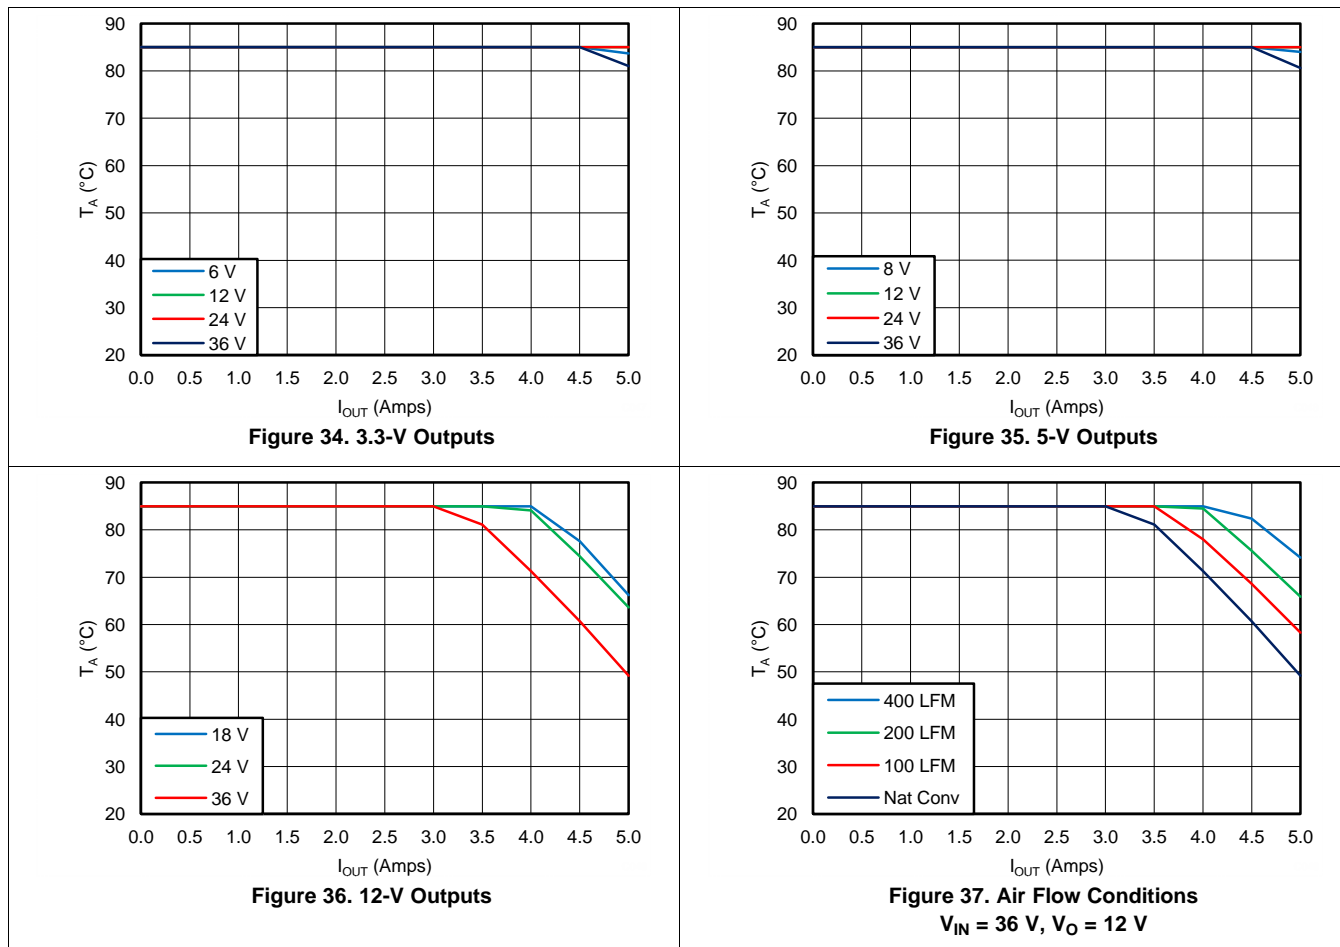 90
80
70
60
50
40
30
20
T_A (°C)
6 V
12 V
24 V
36 V
0.0 0.5 1.0 1.5 2.0 2.5 3.0 3.5 4.0 4.5 5.0
I_OUT (Amps)
Figure 34. 3.3-V Outputs
90
80
70
60
50
40
30
20
T_A (°C)
8 V
12 V
24 V
36 V
0.0 0.5 1.0 1.5 2.0 2.5 3.0 3.5 4.0 4.5 5.0
I_OUT (Amps)
Figure 35. 5-V Outputs
90
80
70
60
50
40
30
20
T_A (°C)
18 V
24 V
36 V
0.0 0.5 1.0 1.5 2.0 2.5 3.0 3.5 4.0 4.5 5.0
I_OUT (Amps)
Figure 36. 12-V Outputs
90
80
70
60
50
40
30
20
T_A (°C)
400 LFM
200 LFM
100 LFM
Nat Conv
0.0 0.5 1.0 1.5 2.0 2.5 3.0 3.5 4.0 4.5 5.0
I_OUT (Amps)
Figure 37. Air Flow Conditions
V_IN = 36 V, V_O = 12 V